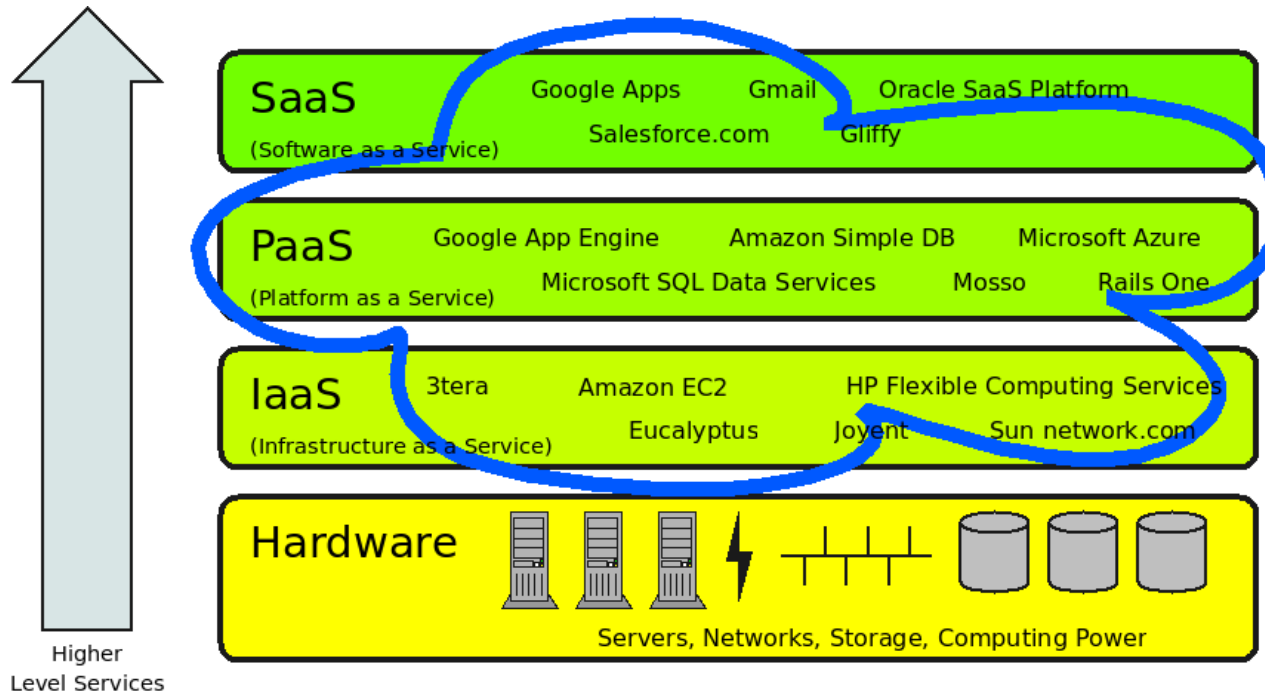 SaaS
Google Apps Gmail Oracle SaaS Platform
Salesforce.com Gliffy
(Software as a Service)
PaaS
Google App Engine Amazon Simple DB Microsoft Azure
Microsoft SQL Data Services Mosso Rails One
(Platform as a Service)
IaaS
3tera Amazon EC2 HP Flexible Computing Services
Eucalyptus Joyent Sun network.com
(Infrastructure as a Service)
Hardware
Servers, Networks, Storage, Computing Power
Higher
Level Services